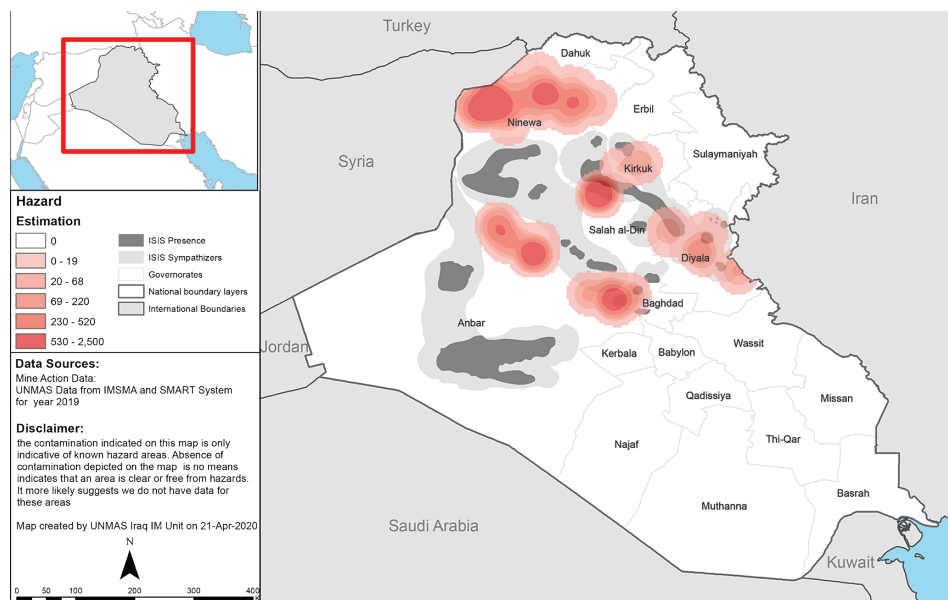 Hazard
Estimation
0
0 - 19
20 - 68
69 - 220
230 - 520
530 - 2,500
ISIS Presence
ISIS Sympathizers
Governorates
National boundary layers
International Boundaries
Data Sources:
Mine Action Data:
UNMAS Data from IMSMA and SMART System
for year 2019
Disclaimer:
the contamination indicated on this map is only
indicative of known hazard areas. Absence of
contamination depicted on the map is no means
indicates that an area is clear or free from hazards.
It more likely suggests we do not have data for
these areas
Map created by UNMAS Iraq IM Unit on 21-Apr-2020
N
0 50 100 200 300 400
Turkey
Dahuk
Erbil
Ninewa
Syria
Sulaymaniyah
Kirkuk
Iran
Salah al-Din
Diyala
Baghdad
Anbar
Jordan
Kerbala
Babylon
Wassit
Qadissiya
Missan
Najaf
Thi-Qar
Basrah
Muthanna
Saudi Arabia
Kuwait